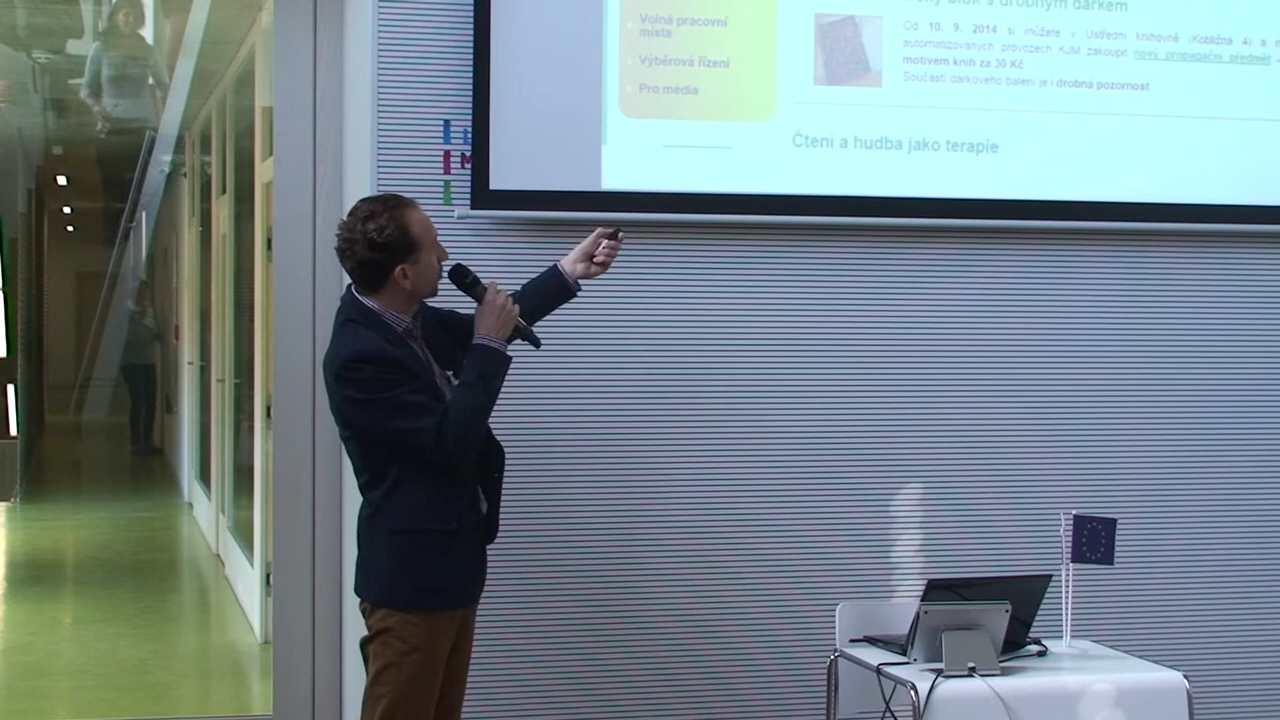 Volná pracovní
místa
Výběrová řízení
Pro média
s drobným dárkem
Od 10. 9. 2014 si můžete v Ústřední knihovně (Kobližná 4) a
automatizovaných provozech KJM zakoupit nový propagační předmět -
motivem knih za 30 Kč
Součástí dárkového balení je i drobná pozornost.
Čtení a hudba jako terapie